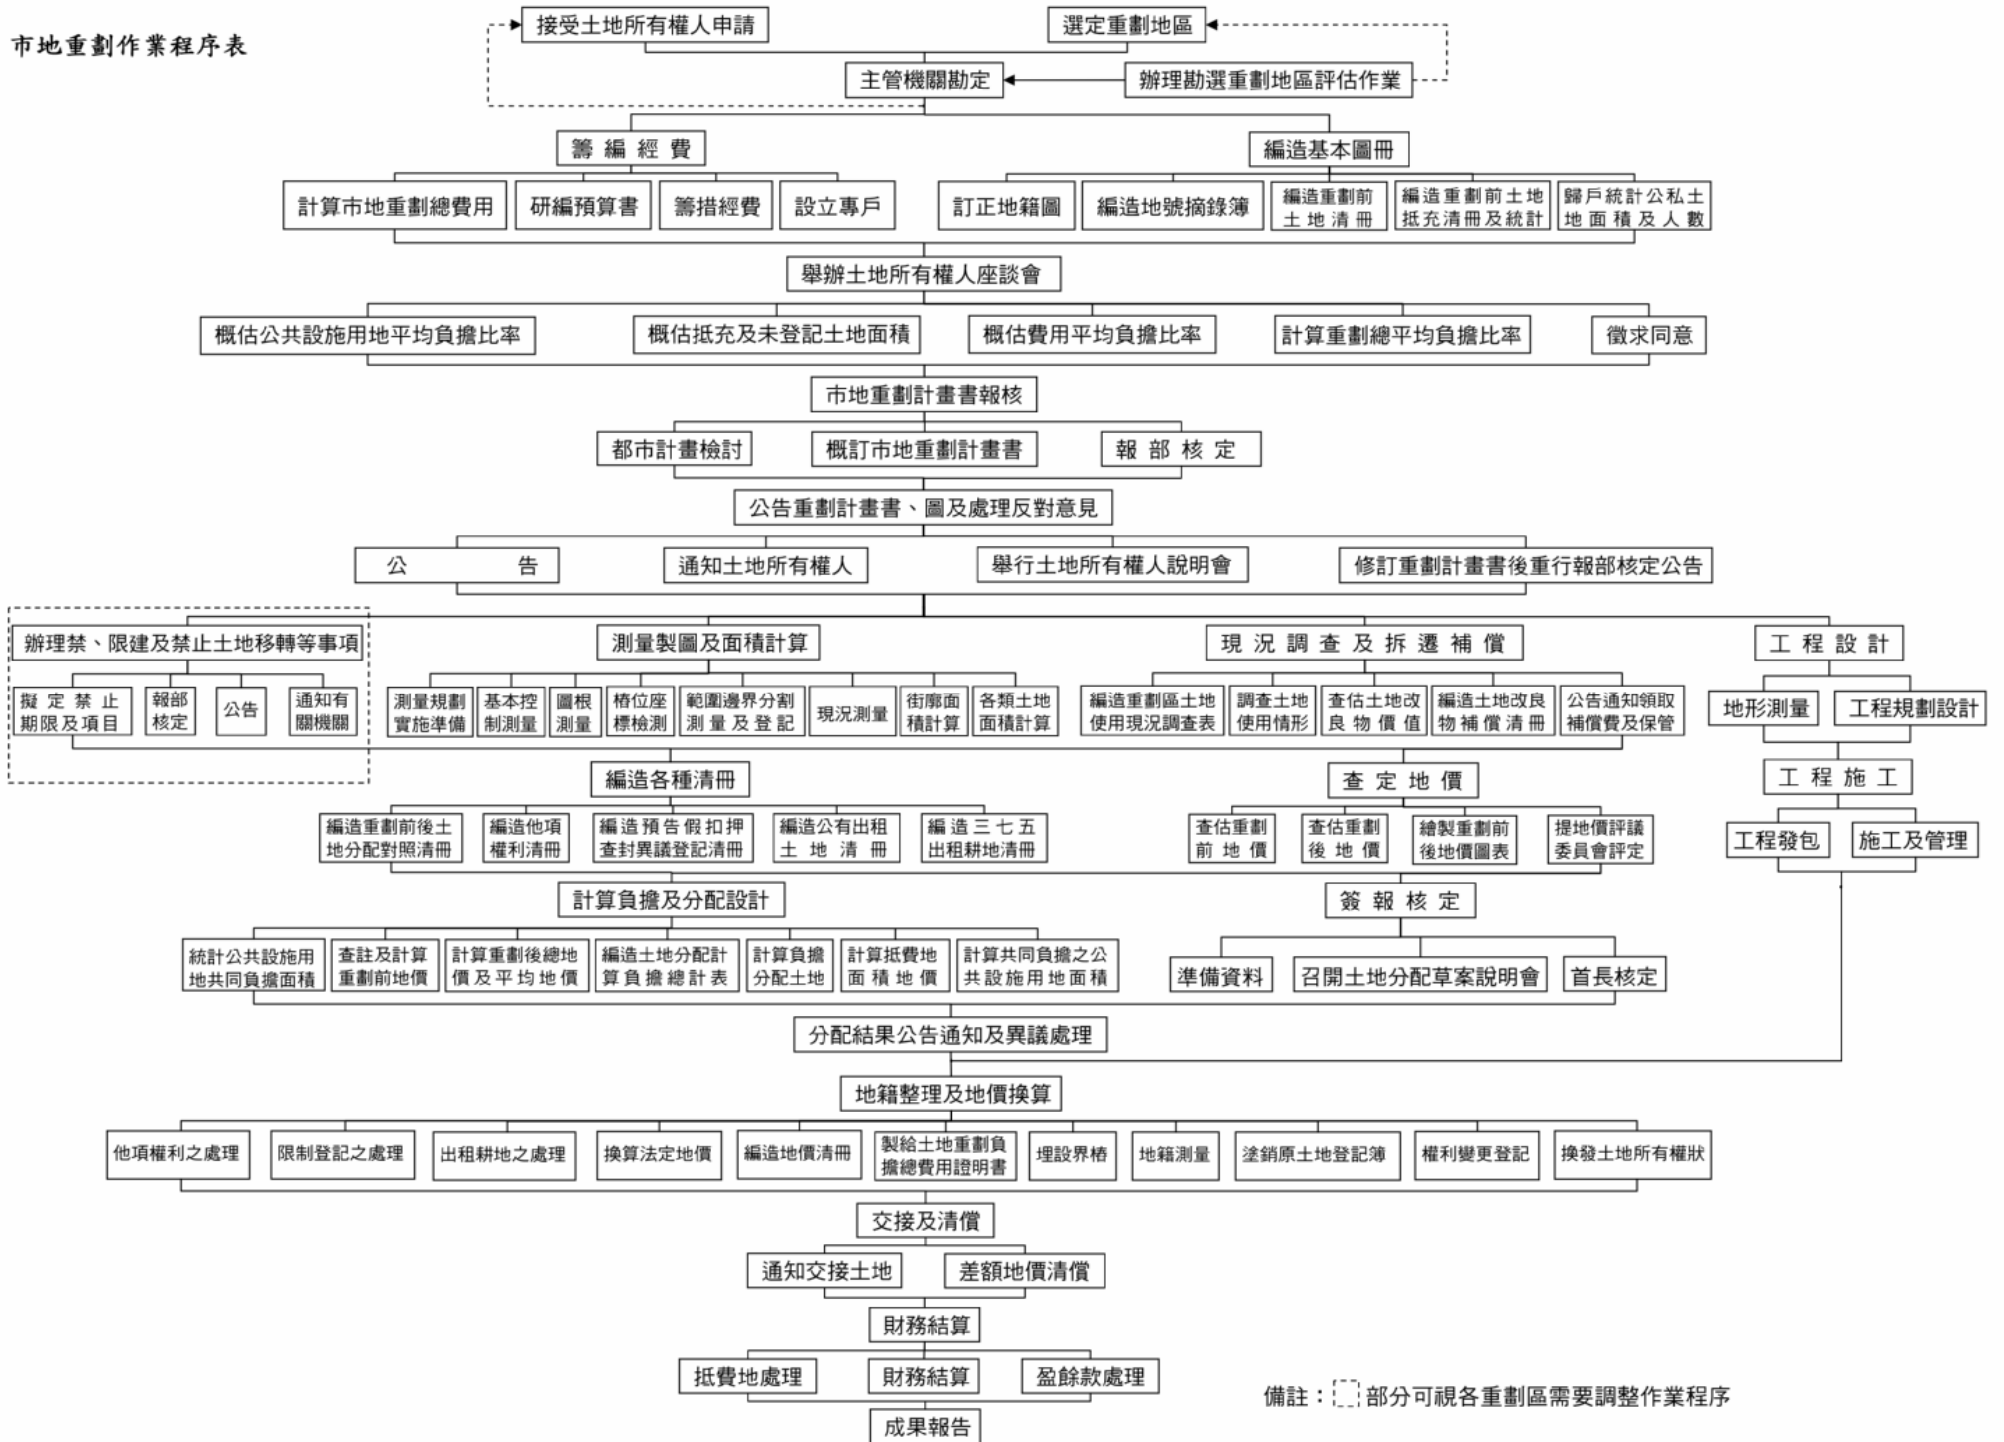 市地重劃作業程序表
接受土地所有權人申請
選定重劃地區
主管機關勘定
辦理勘選重劃地區評估作業
籌編經費
編造基本圖冊
計算市地重劃總費用
研編預算書
籌措經費
設立專戶
訂正地籍圖
編造地號摘錄簿
編造重劃前
土地清冊
編造重劃前土地
抵充清冊及統計
歸戶統計公私土
地面積及人數
舉辦土地所有權人座談會
概估公共設施用地平均負擔比率
概估抵充及未登記土地面積
概估費用平均負擔比率
計算重劃總平均負擔比率
徵求同意
市地重劃計畫書報核
都市計畫檢討
概訂市地重劃計畫書
報部核定
公告重劃計畫書、圖及處理反對意見
公告
通知土地所有權人
舉行土地所有權人說明會
修訂重劃計畫書後重行報部核定公告
辦理禁、限建及禁止土地移轉等事項
測量製圖及面積計算
現況調查及拆遷補償
工程設計
擬定禁止
期限及項目
報部
核定
公告
通知有
關機關
測量規劃
實施準備
基本控
制測量
圖根
測量
樁位座
標檢測
範圍邊界分割
測量及登記
現況測量
街廓面
積計算
各類土地
面積計算
編造重劃區土地
使用現況調查表
調查土地
使用情形
查估土地改
良物價值
編造土地改良
物補償清冊
公告通知領取
補償費及保管
地形測量
工程規劃設計
編造各種清冊
查定地價
工程施工
編造重劃前後土
地分配對照清冊
編造他項
權利清冊
編造預告假扣押
查封異議登記清冊
編造公有出租
土地清冊
編造三七五
出租耕地清冊
查估重劃
前地價
查估重劃
後地價
繪製重劃前
後地價圖表
提地價評議
委員會評定
工程發包
施工及管理
計算負擔及分配設計
簽報核定
統計公共設施用
地共同負擔面積
查註及計算
重劃前地價
計算重劃後總地
價及平均地價
編造土地分配計
算負擔總計表
計算負擔
分配土地
計算抵費地
面積地價
計算共同負擔之公
共設施用地面積
準備資料
召開土地分配草案說明會
首長核定
分配結果公告通知及異議處理
地籍整理及地價換算
他項權利之處理
限制登記之處理
出租耕地之處理
換算法定地價
編造地價清冊
製給土地重劃負
擔總費用證明書
埋設界樁
地籍測量
塗銷原土地登記簿
權利變更登記
換發土地所有權狀
交接及清償
通知交接土地
差額地價清償
財務結算
抵費地處理
財務結算
盈餘款處理
成果報告
備註：部分可視各重劃區需要調整作業程序